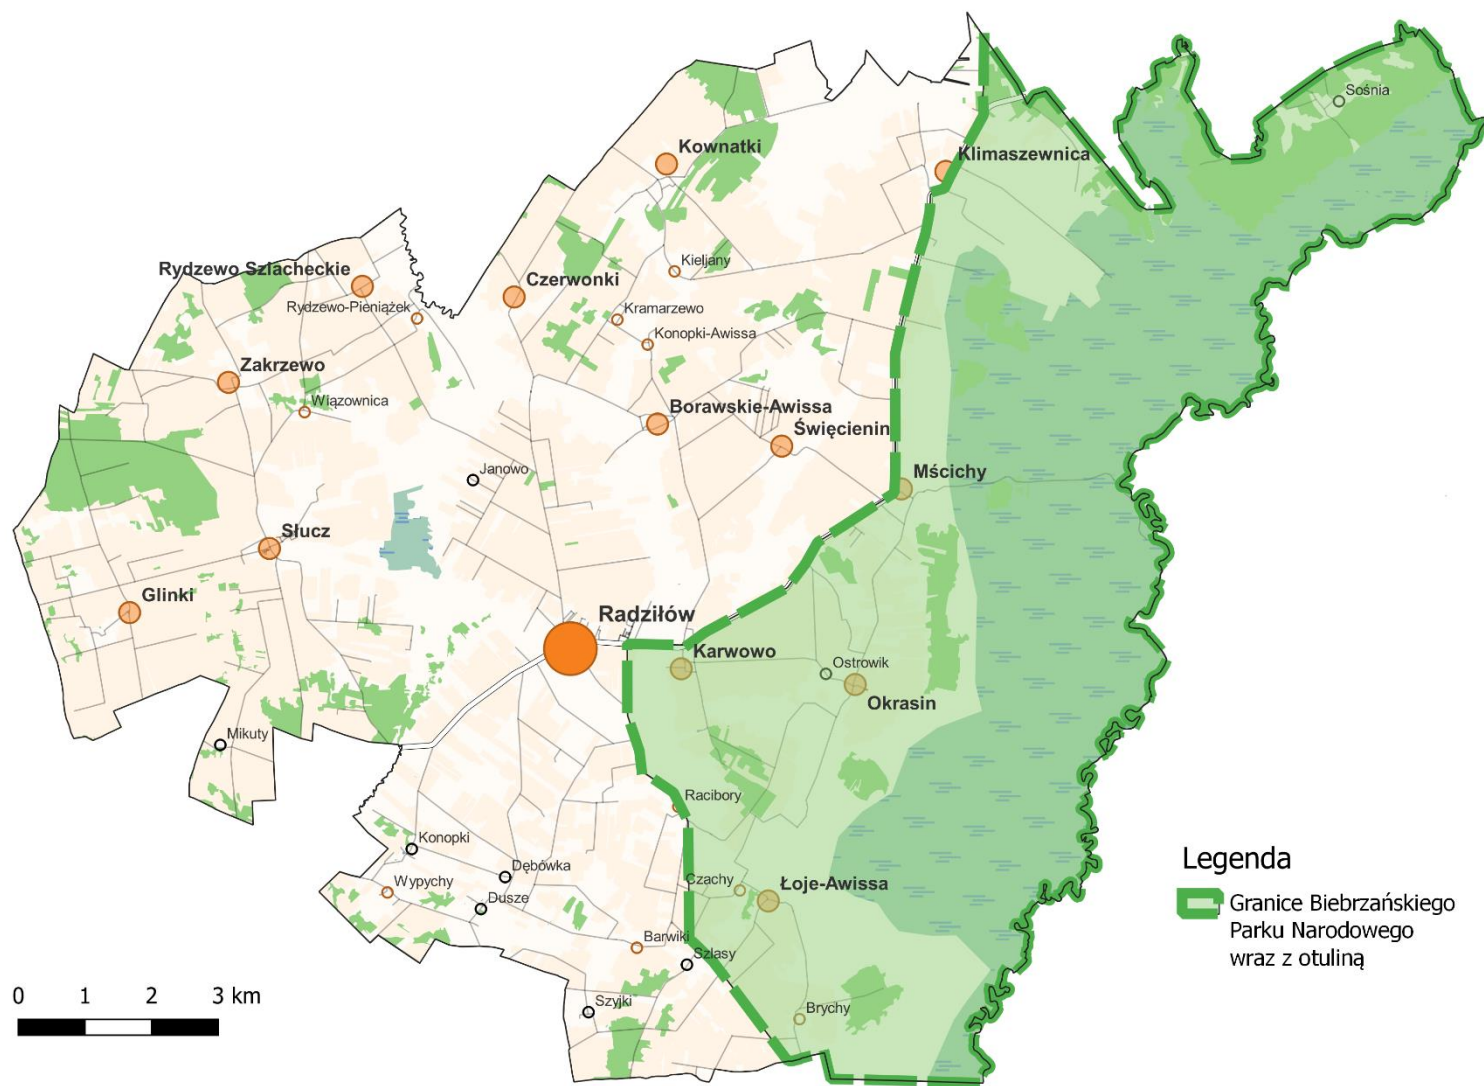 Sośnia
Kownatki
Klimaszewnica
Kieljany
Rydzewo Szlacheckie
Czerwonki
Rydzewo-Pieniążek
Kramarzewo
Konopki-Awissa
Zakrzewo
Wiązownica
Borawskie-Awissa
Święcienin
Janowo
Mścichy
Słucz
Glinki
Radziłów
Karwowo
Ostrowik
Okrasin
Mikuty
Racibory
Konopki
Dębówka
Wypychy
Dusze
Czachy
Łoje-Awissa
Barwiki
Szlasy
Szyjki
Brychy
Legenda
Granice Biebrzańskiego
Parku Narodowego
wraz z otuliną
0 1 2 3 km